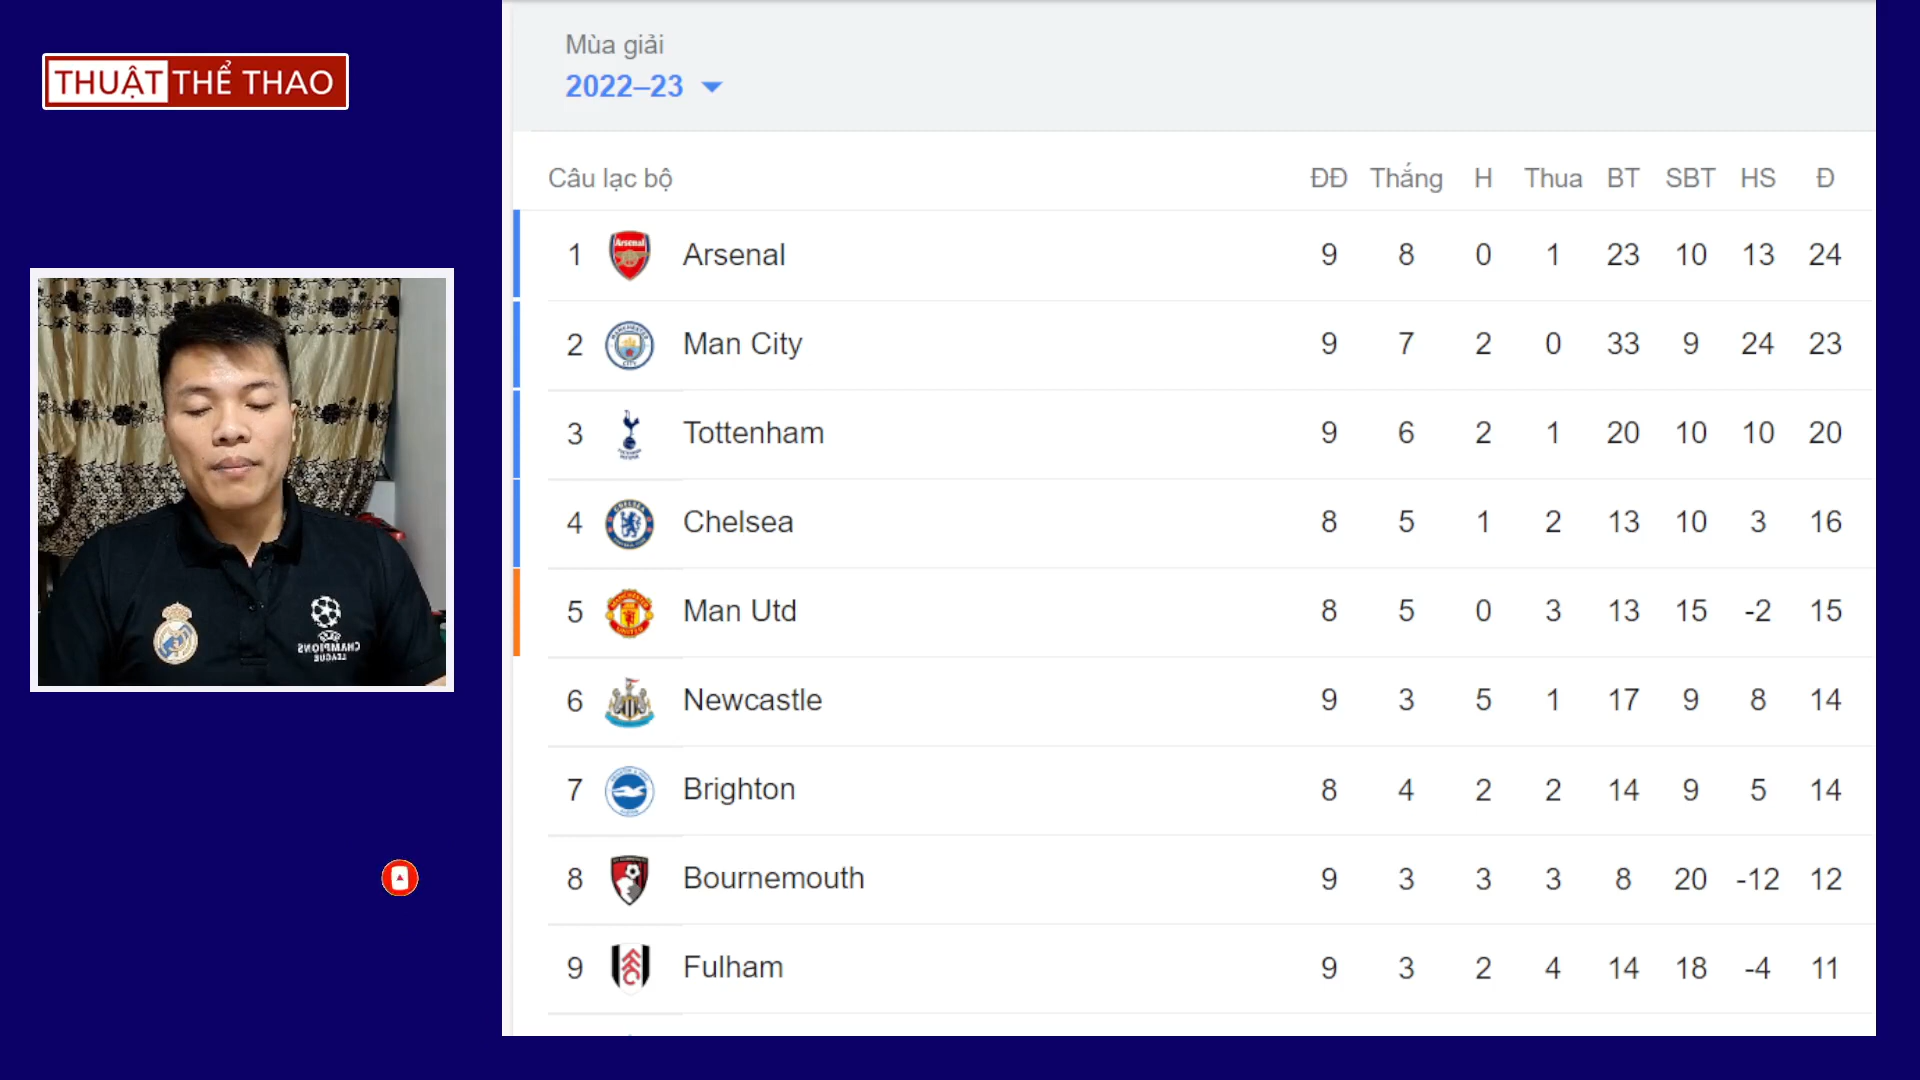 THUẬT THỂ THAO
Mùa giải
2022–23
Câu lạc bộ ĐĐ Thắng H Thua BT SBT HS Đ
1 Arsenal 9 8 0 1 23 10 13 24
2 Man City 9 7 2 0 33 9 24 23
3 Tottenham 9 6 2 1 20 10 10 20
4 Chelsea 8 5 1 2 13 10 3 16
5 Man Utd 8 5 0 3 13 15 -2 15
6 Newcastle 9 3 5 1 17 9 8 14
7 Brighton 8 4 2 2 14 9 5 14
8 Bournemouth 9 3 3 3 8 20 -12 12
9 Fulham 9 3 2 4 14 18 -4 11
CHAMPIONS
LEAGUE